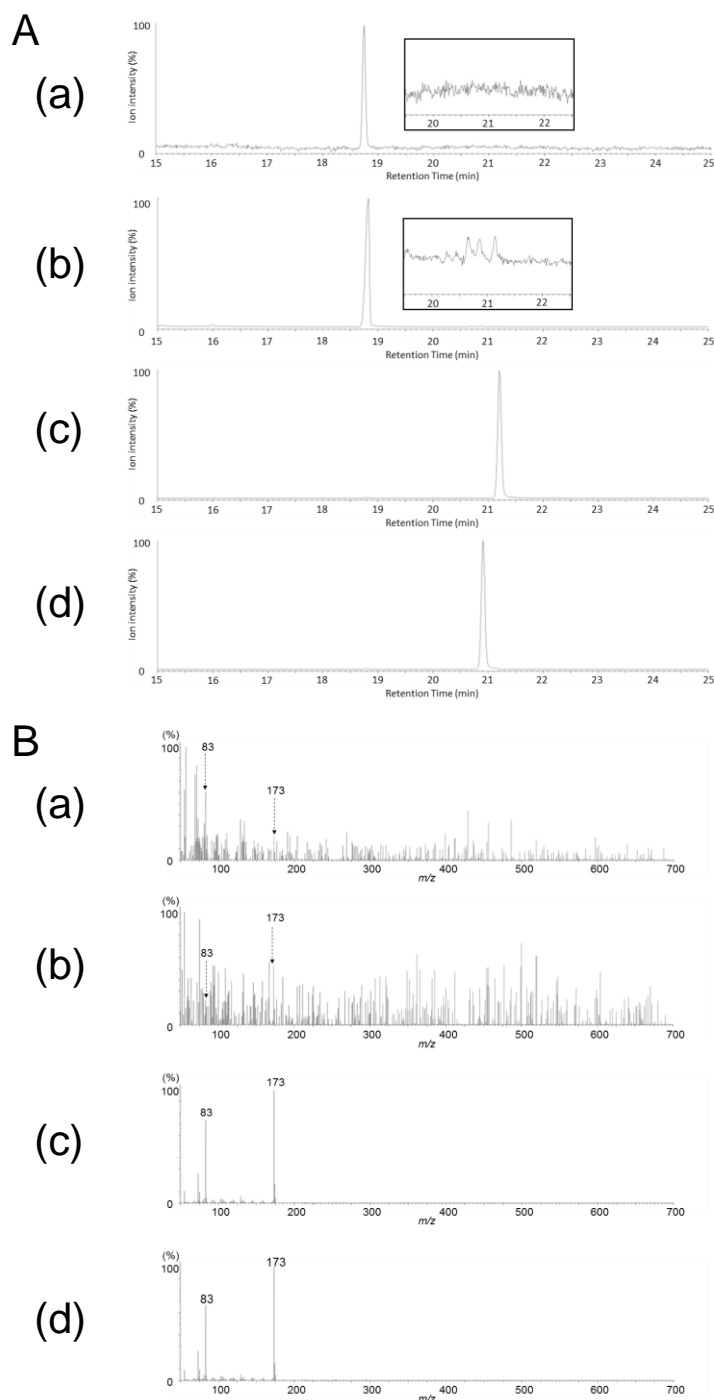 A
(a)
Ion intensity (%)
100
0
20 21 22
15 16 17 18 19 20 21 22 23 24 25
Retention Time (min)
(b)
Ion intensity (%)
100
0
20 21 22
15 16 17 18 19 20 21 22 23 24 25
Retention Time (min)
(c)
Ion intensity (%)
100
0
15 16 17 18 19 20 21 22 23 24 25
Retention Time (min)
(d)
Ion intensity (%)
100
0
15 16 17 18 19 20 21 22 23 24 25
Retention Time (min)
B
(a)
(%)
100
83
173
0
100 200 300 400 500 600 700
m/z
(b)
(%)
100
83
173
0
100 200 300 400 500 600 700
m/z
(c)
(%)
100
83
173
0
100 200 300 400 500 600 700
m/z
(d)
(%)
100
83
173
0
100 200 300 400 500 600 700
m/z